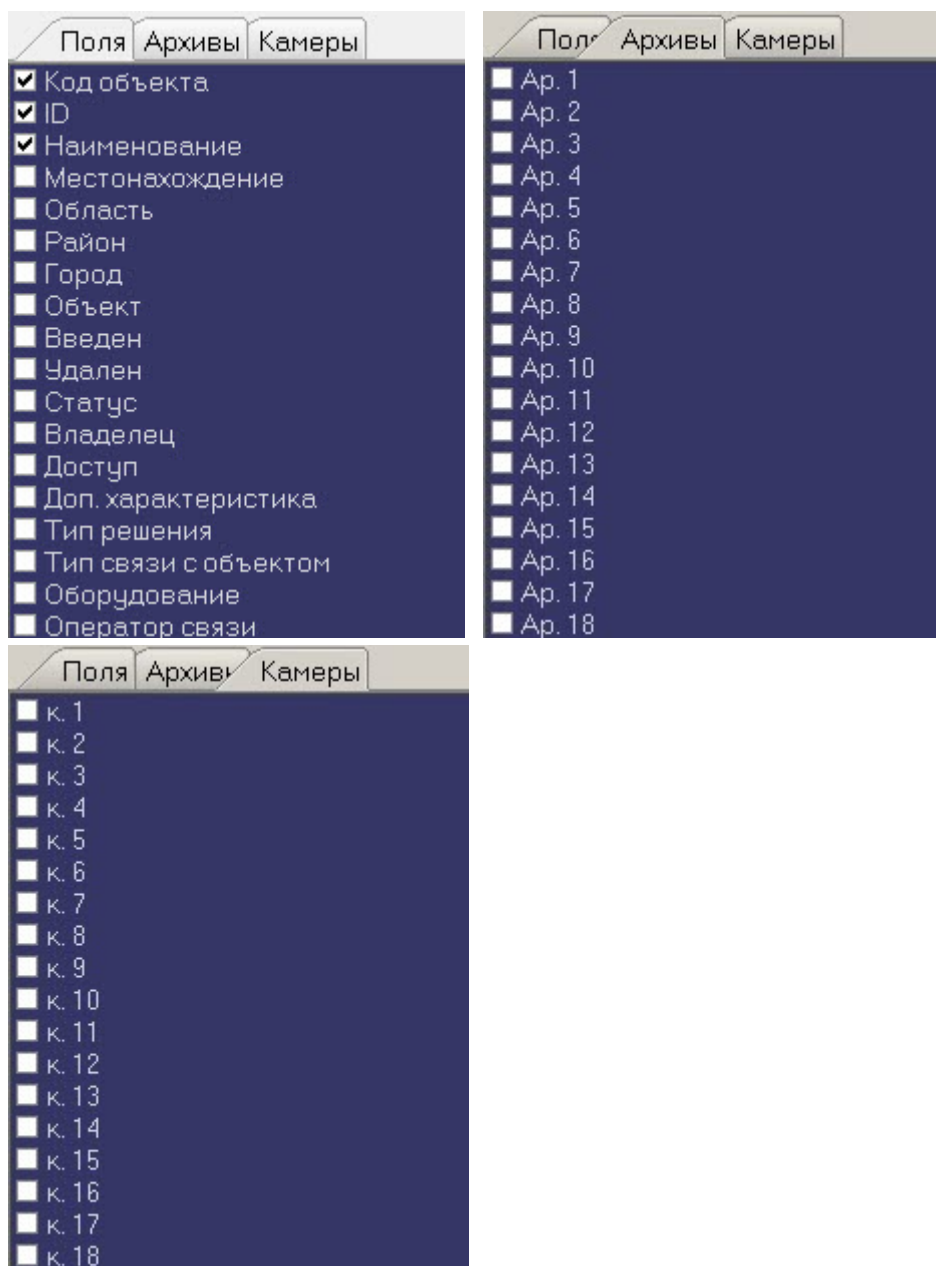 Поля Архивы Камеры
Код объекта
ID
Наименование
Местонахождение
Область
Район
Город
Объект
Введен
Удален
Статус
Владелец
Доступ
Доп. характеристика
Тип решения
Тип связи с объектом
Оборудование
Оператор связи
Поля Архивы Камеры
Ар. 1
Ар. 2
Ар. 3
Ар. 4
Ар. 5
Ар. 6
Ар. 7
Ар. 8
Ар. 9
Ар. 10
Ар. 11
Ар. 12
Ар. 13
Ар. 14
Ар. 15
Ар. 16
Ар. 17
Ар. 18
Поля Архивы Камеры
к. 1
к. 2
к. 3
к. 4
к. 5
к. 6
к. 7
к. 8
к. 9
к. 10
к. 11
к. 12
к. 13
к. 14
к. 15
к. 16
к. 17
к. 18